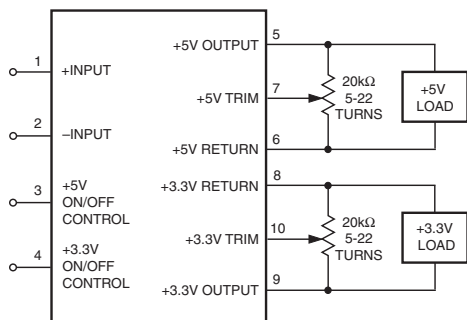 1
+INPUT
2
–INPUT
3
+5V
ON/OFF
CONTROL
4
+3.3V
ON/OFF
CONTROL
+5V OUTPUT
5
+5V TRIM
7
+5V RETURN
6
20kΩ
5-22
TURNS
+5V
LOAD
+3.3V RETURN
8
+3.3V TRIM
10
+3.3V OUTPUT
9
20kΩ
5-22
TURNS
+3.3V
LOAD